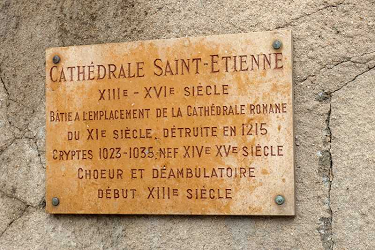 CATHÉDRALE SAINT-ETIENNE
XIIIE - XVIE SIÈCLE
BÂTIE A L'EMPLACEMENT DE LA CATHÉDRALE ROMANE
DU XIE SIÈCLE, DÉTRUITE EN 1215
CRYPTES 1023-1035, NEF XIVE XVE SIÈCLE
CHOEUR ET DÉAMBULATOIRE
DÉBUT XIIIE SIÈCLE